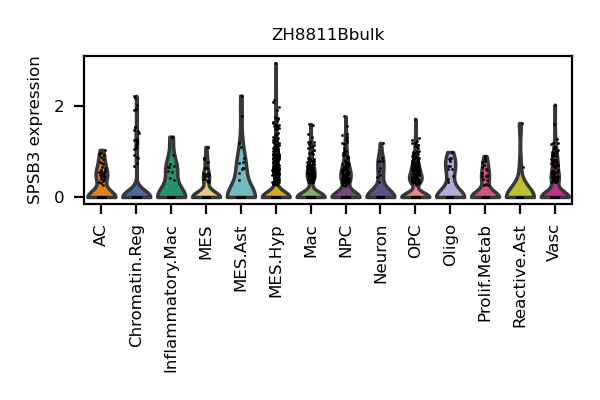 ZH8811Bbulk
SPSB3 expression
2
0
AC
Chromatin.Reg
Inflammatory.Mac
MES
MES.Ast
MES.Hyp
Mac
NPC
Neuron
OPC
Oligo
Prolif.Metab
Reactive.Ast
Vasc